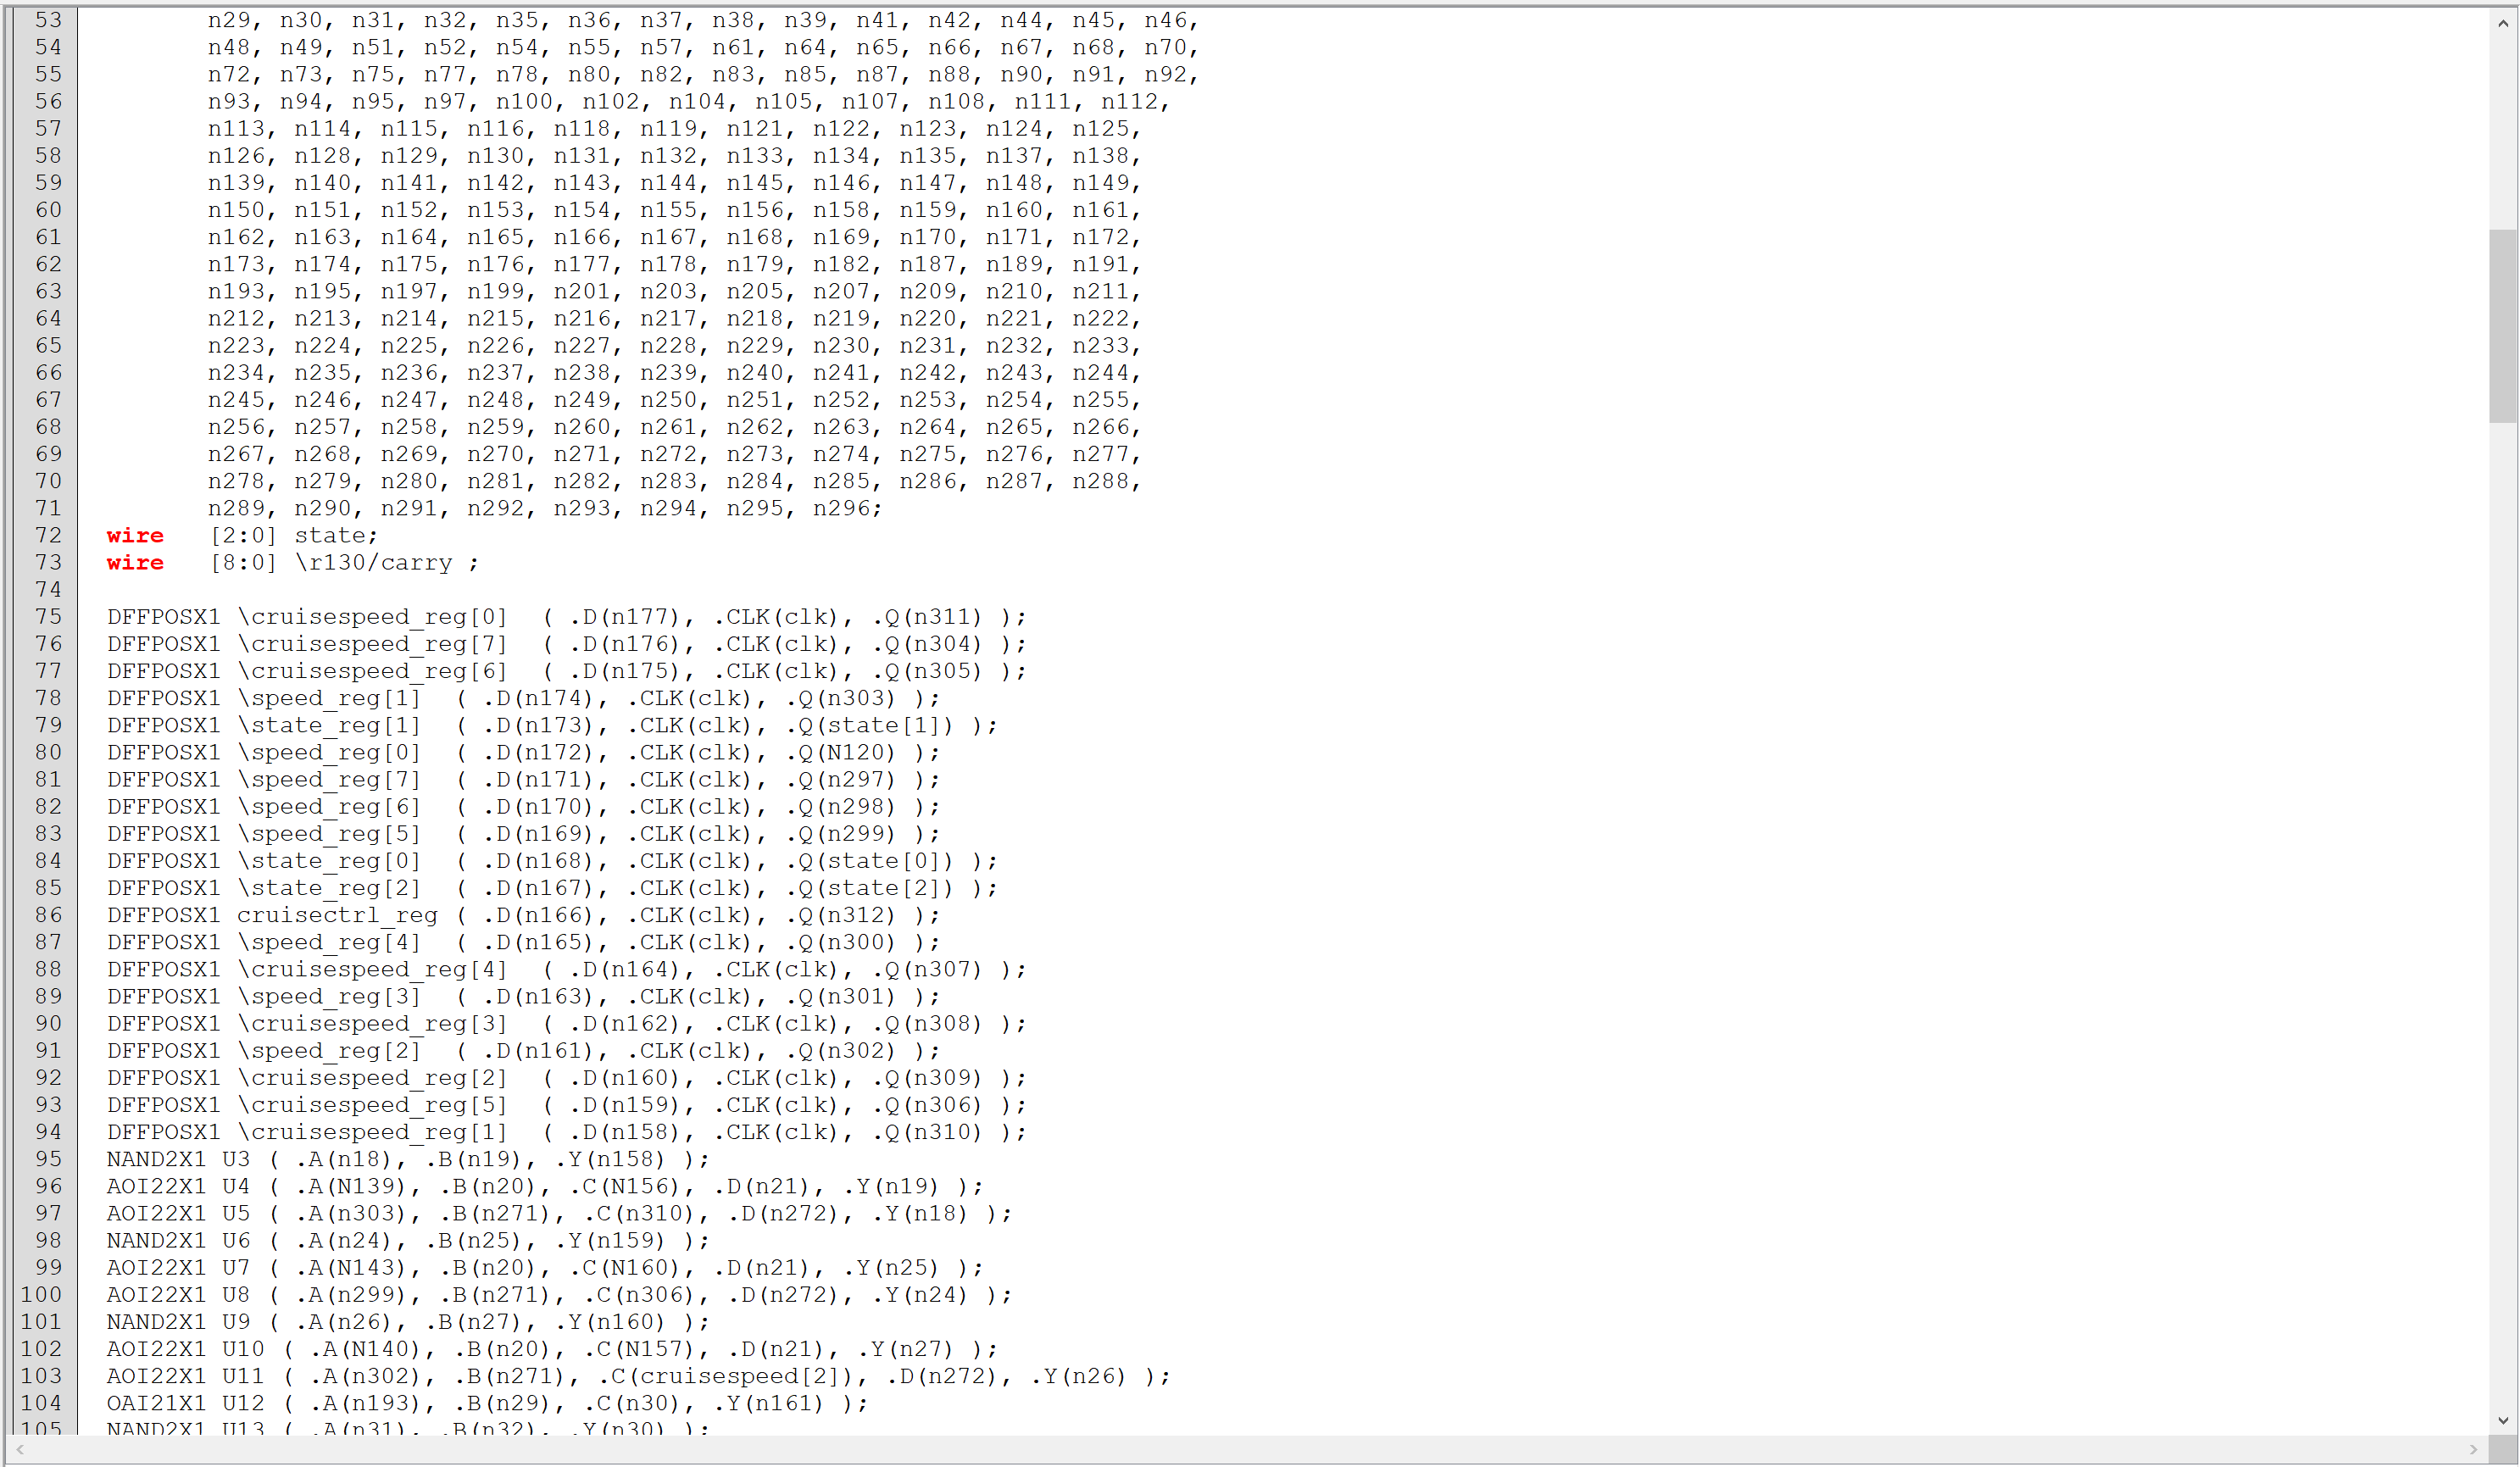 53 n29, n30, n31, n32, n35, n36, n37, n38, n39, n41, n42, n44, n45, n46,
54 n48, n49, n51, n52, n54, n55, n57, n61, n64, n65, n66, n67, n68, n70,
55 n72, n73, n75, n77, n78, n80, n82, n83, n85, n87, n88, n90, n91, n92,
56 n93, n94, n95, n97, n100, n102, n104, n105, n107, n108, n111, n112,
57 n113, n114, n115, n116, n118, n119, n121, n122, n123, n124, n125,
58 n126, n128, n129, n130, n131, n132, n133, n134, n135, n137, n138,
59 n139, n140, n141, n142, n143, n144, n145, n146, n147, n148, n149,
60 n150, n151, n152, n153, n154, n155, n156, n158, n159, n160, n161,
61 n162, n163, n164, n165, n166, n167, n168, n169, n170, n171, n172,
62 n173, n174, n175, n176, n177, n178, n179, n182, n187, n189, n191,
63 n193, n195, n197, n199, n201, n203, n205, n207, n209, n210, n211,
64 n212, n213, n214, n215, n216, n217, n218, n219, n220, n221, n222,
65 n223, n224, n225, n226, n227, n228, n229, n230, n231, n232, n233,
66 n234, n235, n236, n237, n238, n239, n240, n241, n242, n243, n244,
67 n245, n246, n247, n248, n249, n250, n251, n252, n253, n254, n255,
68 n256, n257, n258, n259, n260, n261, n262, n263, n264, n265, n266,
69 n267, n268, n269, n270, n271, n272, n273, n274, n275, n276, n277,
70 n278, n279, n280, n281, n282, n283, n284, n285, n286, n287, n288,
71 n289, n290, n291, n292, n293, n294, n295, n296;
72 wire [2:0] state;
73 wire [8:0] \r130/carry ;
74
75 DFFPOSX1 \cruisespeed_reg[0] ( .D(n177), .CLK(clk), .Q(n311) );
76 DFFPOSX1 \cruisespeed_reg[7] ( .D(n176), .CLK(clk), .Q(n304) );
77 DFFPOSX1 \cruisespeed_reg[6] ( .D(n175), .CLK(clk), .Q(n305) );
78 DFFPOSX1 \speed_reg[1] ( .D(n174), .CLK(clk), .Q(n303) );
79 DFFPOSX1 \state_reg[1] ( .D(n173), .CLK(clk), .Q(state[1]) );
80 DFFPOSX1 \speed_reg[0] ( .D(n172), .CLK(clk), .Q(N120) );
81 DFFPOSX1 \speed_reg[7] ( .D(n171), .CLK(clk), .Q(n297) );
82 DFFPOSX1 \speed_reg[6] ( .D(n170), .CLK(clk), .Q(n298) );
83 DFFPOSX1 \speed_reg[5] ( .D(n169), .CLK(clk), .Q(n299) );
84 DFFPOSX1 \state_reg[0] ( .D(n168), .CLK(clk), .Q(state[0]) );
85 DFFPOSX1 \state_reg[2] ( .D(n167), .CLK(clk), .Q(state[2]) );
86 DFFPOSX1 cruisectrl_reg ( .D(n166), .CLK(clk), .Q(n312) );
87 DFFPOSX1 \speed_reg[4] ( .D(n165), .CLK(clk), .Q(n300) );
88 DFFPOSX1 \cruisespeed_reg[4] ( .D(n164), .CLK(clk), .Q(n307) );
89 DFFPOSX1 \speed_reg[3] ( .D(n163), .CLK(clk), .Q(n301) );
90 DFFPOSX1 \cruisespeed_reg[3] ( .D(n162), .CLK(clk), .Q(n308) );
91 DFFPOSX1 \speed_reg[2] ( .D(n161), .CLK(clk), .Q(n302) );
92 DFFPOSX1 \cruisespeed_reg[2] ( .D(n160), .CLK(clk), .Q(n309) );
93 DFFPOSX1 \cruisespeed_reg[5] ( .D(n159), .CLK(clk), .Q(n306) );
94 DFFPOSX1 \cruisespeed_reg[1] ( .D(n158), .CLK(clk), .Q(n310) );
95 NAND2X1 U3 ( .A(n18), .B(n19), .Y(n158) );
96 AOI22X1 U4 ( .A(N139), .B(n20), .C(N156), .D(n21), .Y(n19) );
97 AOI22X1 U5 ( .A(n303), .B(n271), .C(n310), .D(n272), .Y(n18) );
98 NAND2X1 U6 ( .A(n24), .B(n25), .Y(n159) );
99 AOI22X1 U7 ( .A(N143), .B(n20), .C(N160), .D(n21), .Y(n25) );
100 AOI22X1 U8 ( .A(n299), .B(n271), .C(n306), .D(n272), .Y(n24) );
101 NAND2X1 U9 ( .A(n26), .B(n27), .Y(n160) );
102 AOI22X1 U10 ( .A(N140), .B(n20), .C(N157), .D(n21), .Y(n27) );
103 AOI22X1 U11 ( .A(n302), .B(n271), .C(cruisespeed[2]), .D(n272), .Y(n26) );
104 OAI21X1 U12 ( .A(n193), .B(n29), .C(n30), .Y(n161) );
105 NAND2X1 U13 ( .A(n31), .B(n32), .Y(n30) );